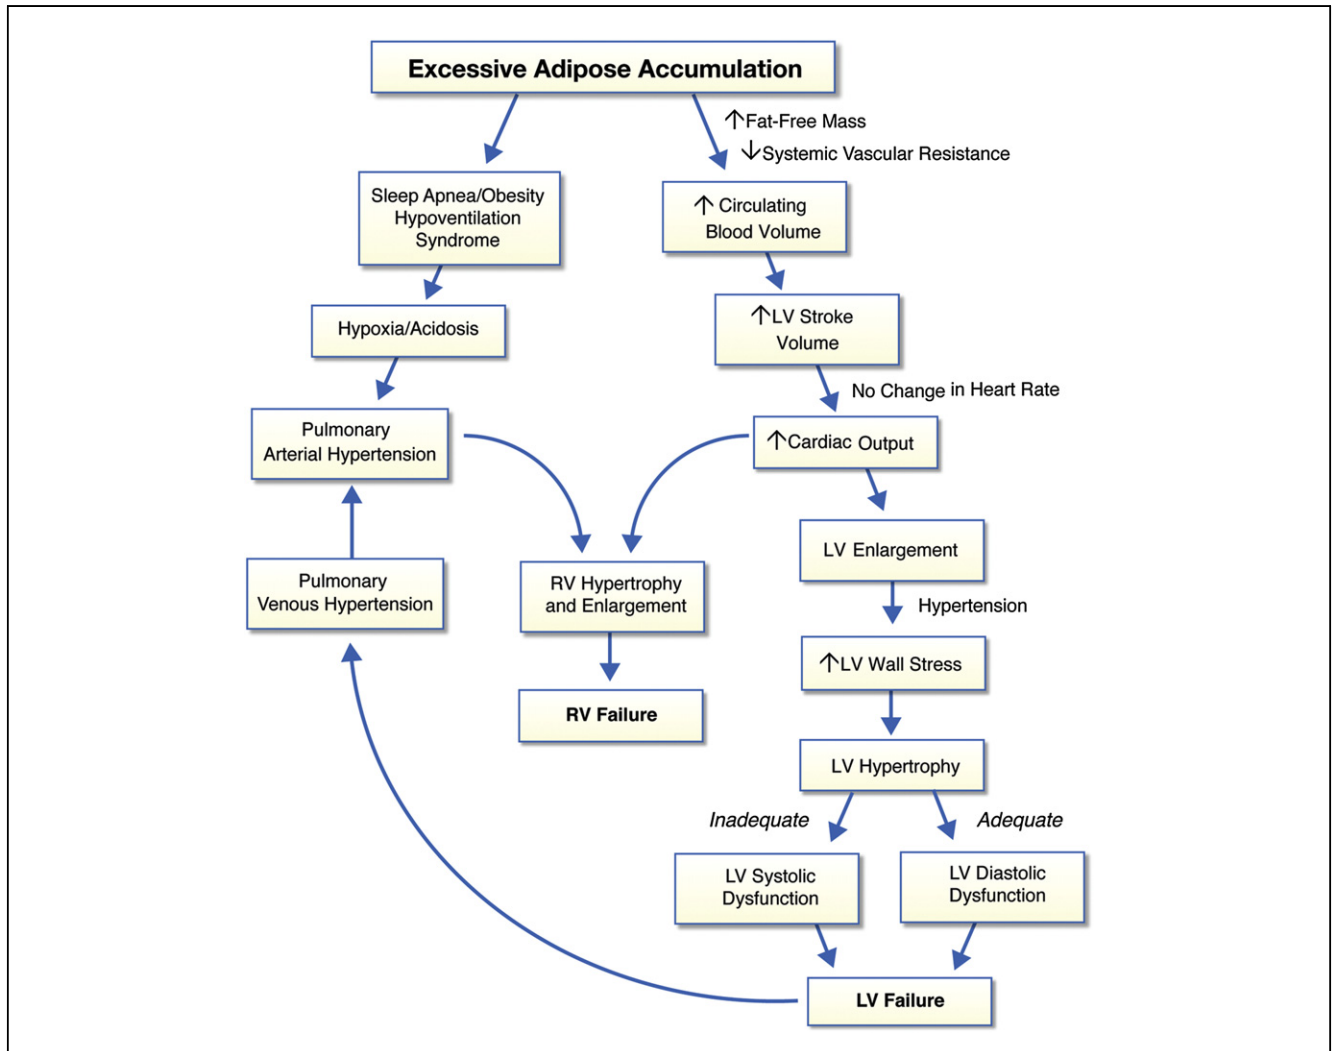 Excessive Adipose Accumulation
↑Fat-Free Mass
↓Systemic Vascular Resistance
Sleep Apnea/Obesity
Hypoventilation
Syndrome
↑ Circulating
Blood Volume
Hypoxia/Acidosis
↑LV Stroke
Volume
No Change in Heart Rate
Pulmonary
Arterial Hypertension
↑Cardiac Output
LV Enlargement
Pulmonary
Venous Hypertension
RV Hypertrophy
and Enlargement
Hypertension
↑LV Wall Stress
RV Failure
LV Hypertrophy
Inadequate
Adequate
LV Systolic
Dysfunction
LV Diastolic
Dysfunction
LV Failure